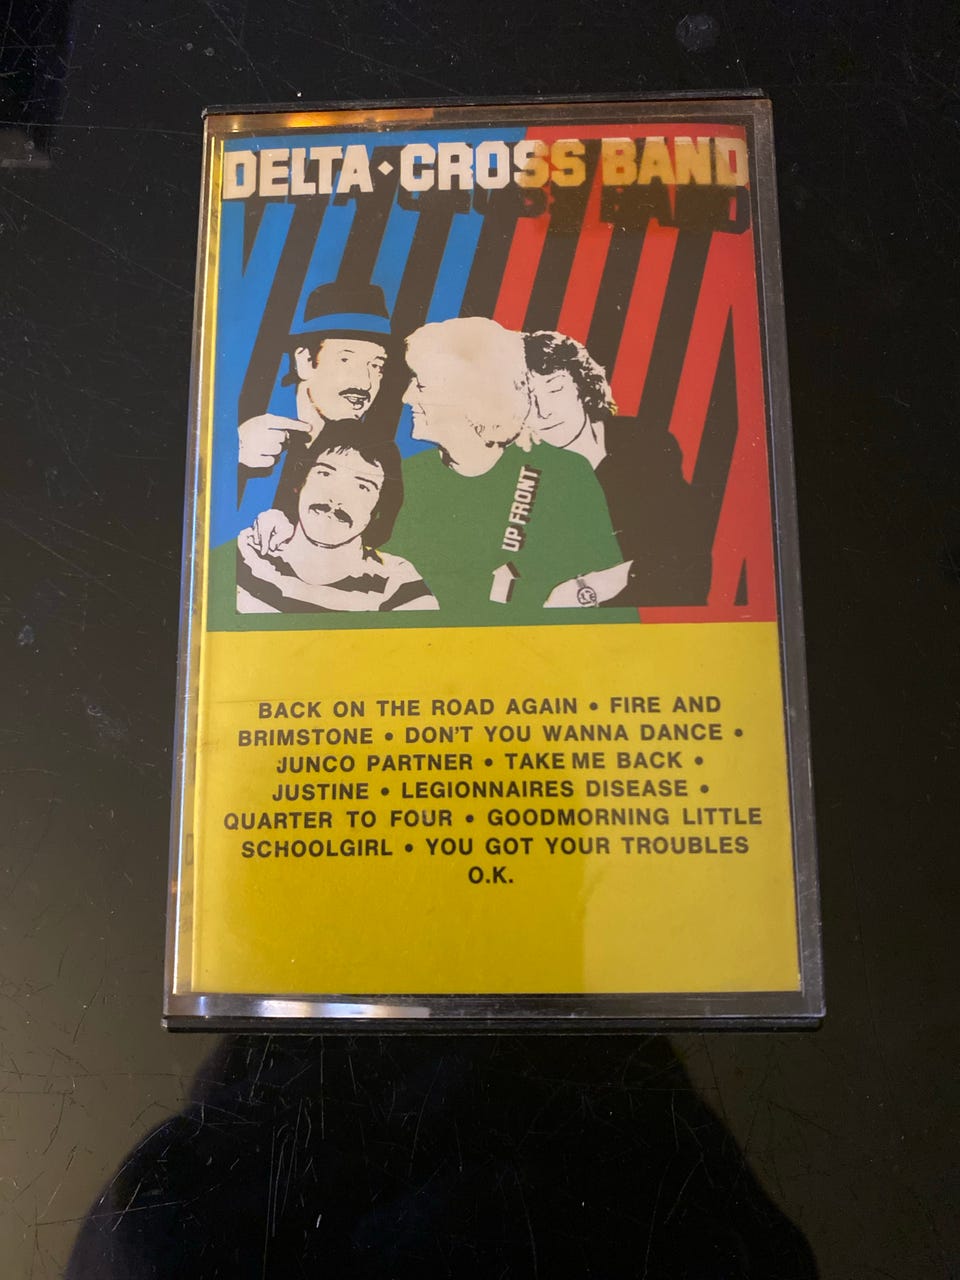 DELTA•CROSS BAND
UP FRONT
BACK ON THE ROAD AGAIN • FIRE AND
BRIMSTONE • DON'T YOU WANNA DANCE •
JUNCO PARTNER • TAKE ME BACK •
JUSTINE • LEGIONNAIRES DISEASE •
QUARTER TO FOUR • GOODMORNING LITTLE
SCHOOLGIRL • YOU GOT YOUR TROUBLES
O.K.